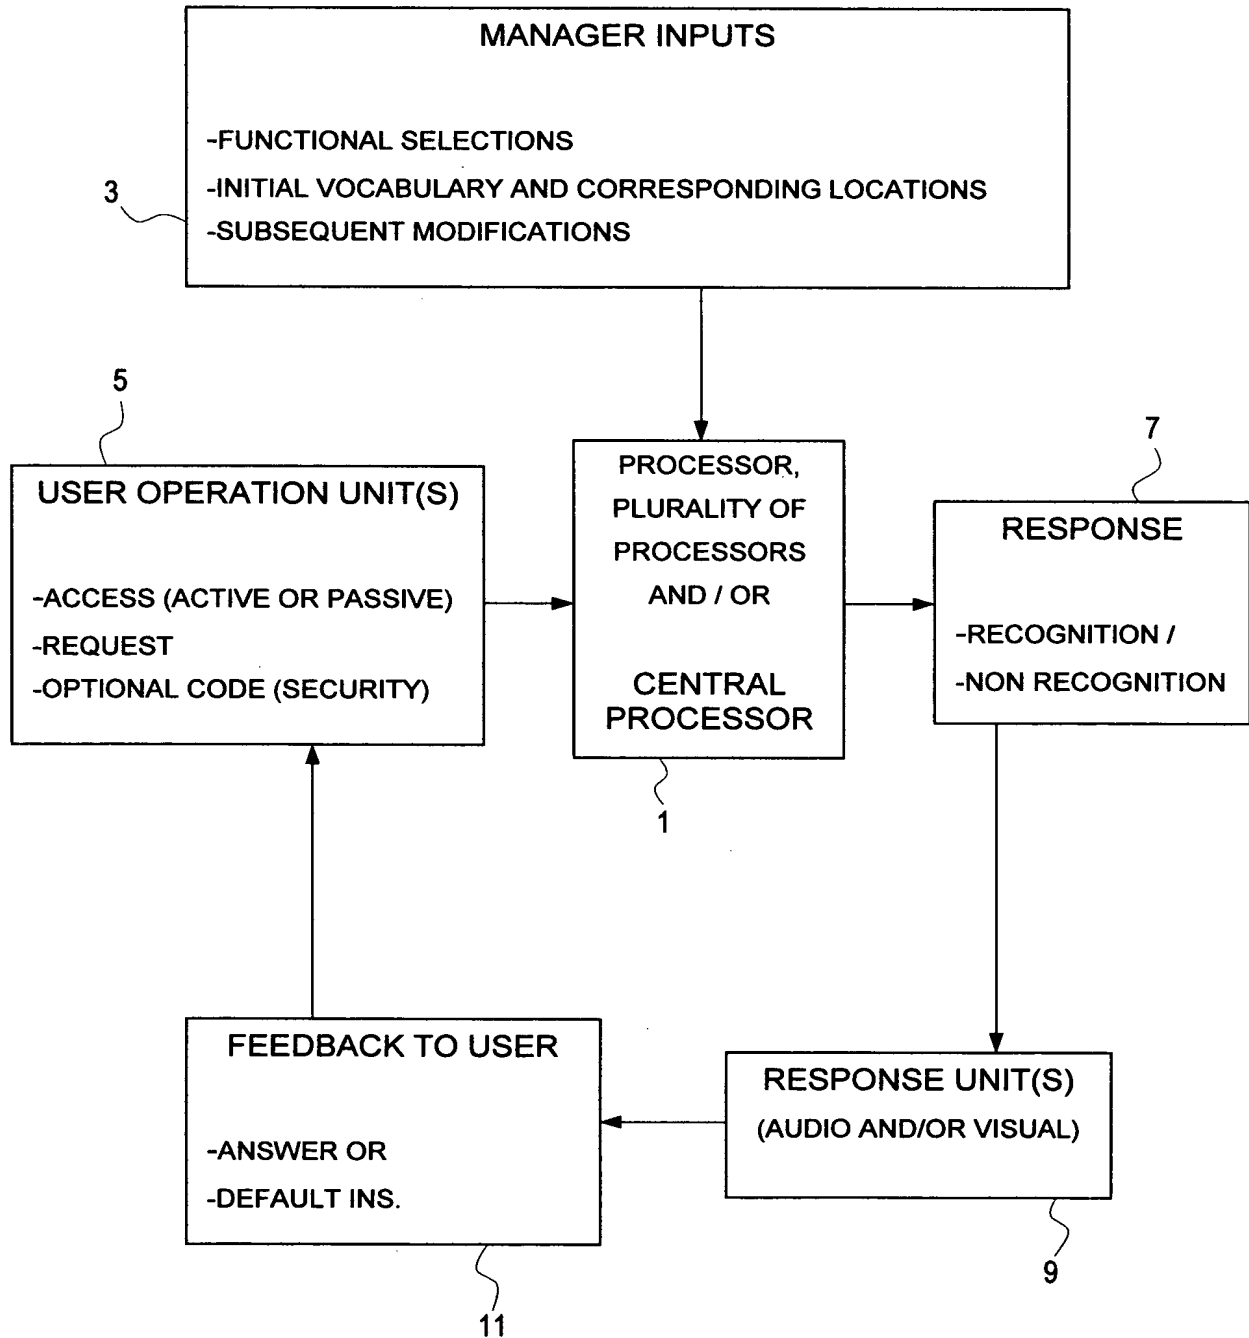 MANAGER INPUTS
-FUNCTIONAL SELECTIONS
-INITIAL VOCABULARY AND CORRESPONDING LOCATIONS
-SUBSEQUENT MODIFICATIONS
3
5
USER OPERATION UNIT(S)
-ACCESS (ACTIVE OR PASSIVE)
-REQUEST
-OPTIONAL CODE (SECURITY)
PROCESSOR,
PLURALITY OF
PROCESSORS
AND / OR
CENTRAL
PROCESSOR
1
7
RESPONSE
-RECOGNITION /
-NON RECOGNITION
RESPONSE UNIT(S)
(AUDIO AND/OR VISUAL)
9
FEEDBACK TO USER
-ANSWER OR
-DEFAULT INS.
11